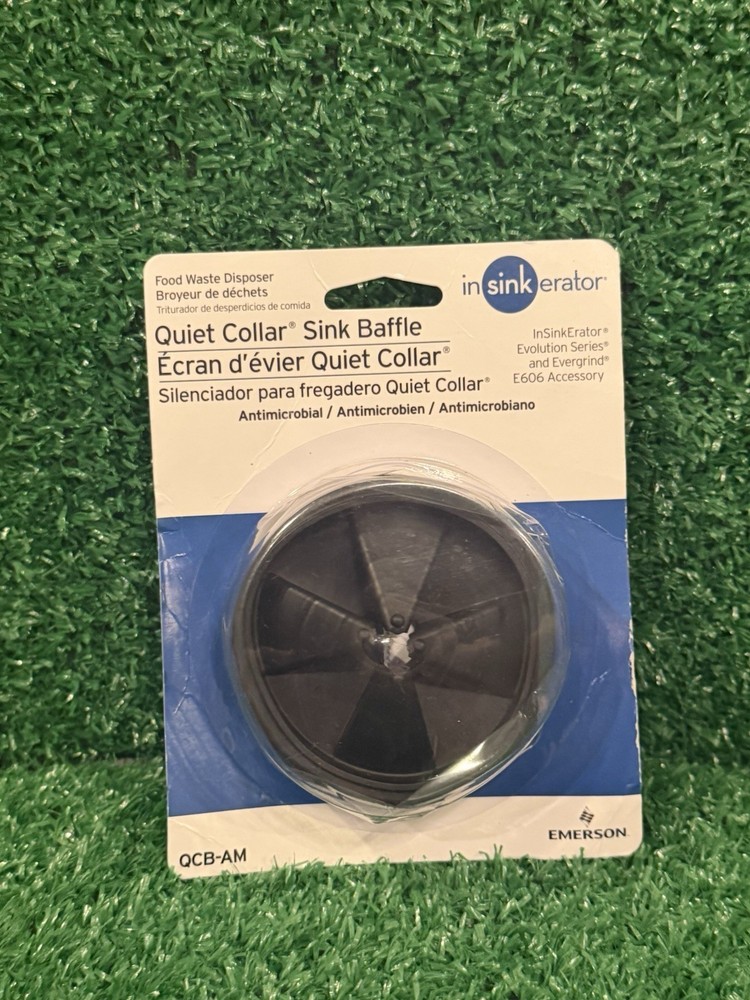 Food Waste Disposer
Broyeur de déchets
Triturador de desperdicios de comida
insinkerator®
Quiet Collar® Sink Baffle
Écran d'évier Quiet Collar®
Silenciador para fregadero Quiet Collar®
InSinkErator®
Evolution Series®
and Evergrind®
E606 Accessory
Antimicrobial / Antimicrobien / Antimicrobiano
EMERSON
QCB-AM